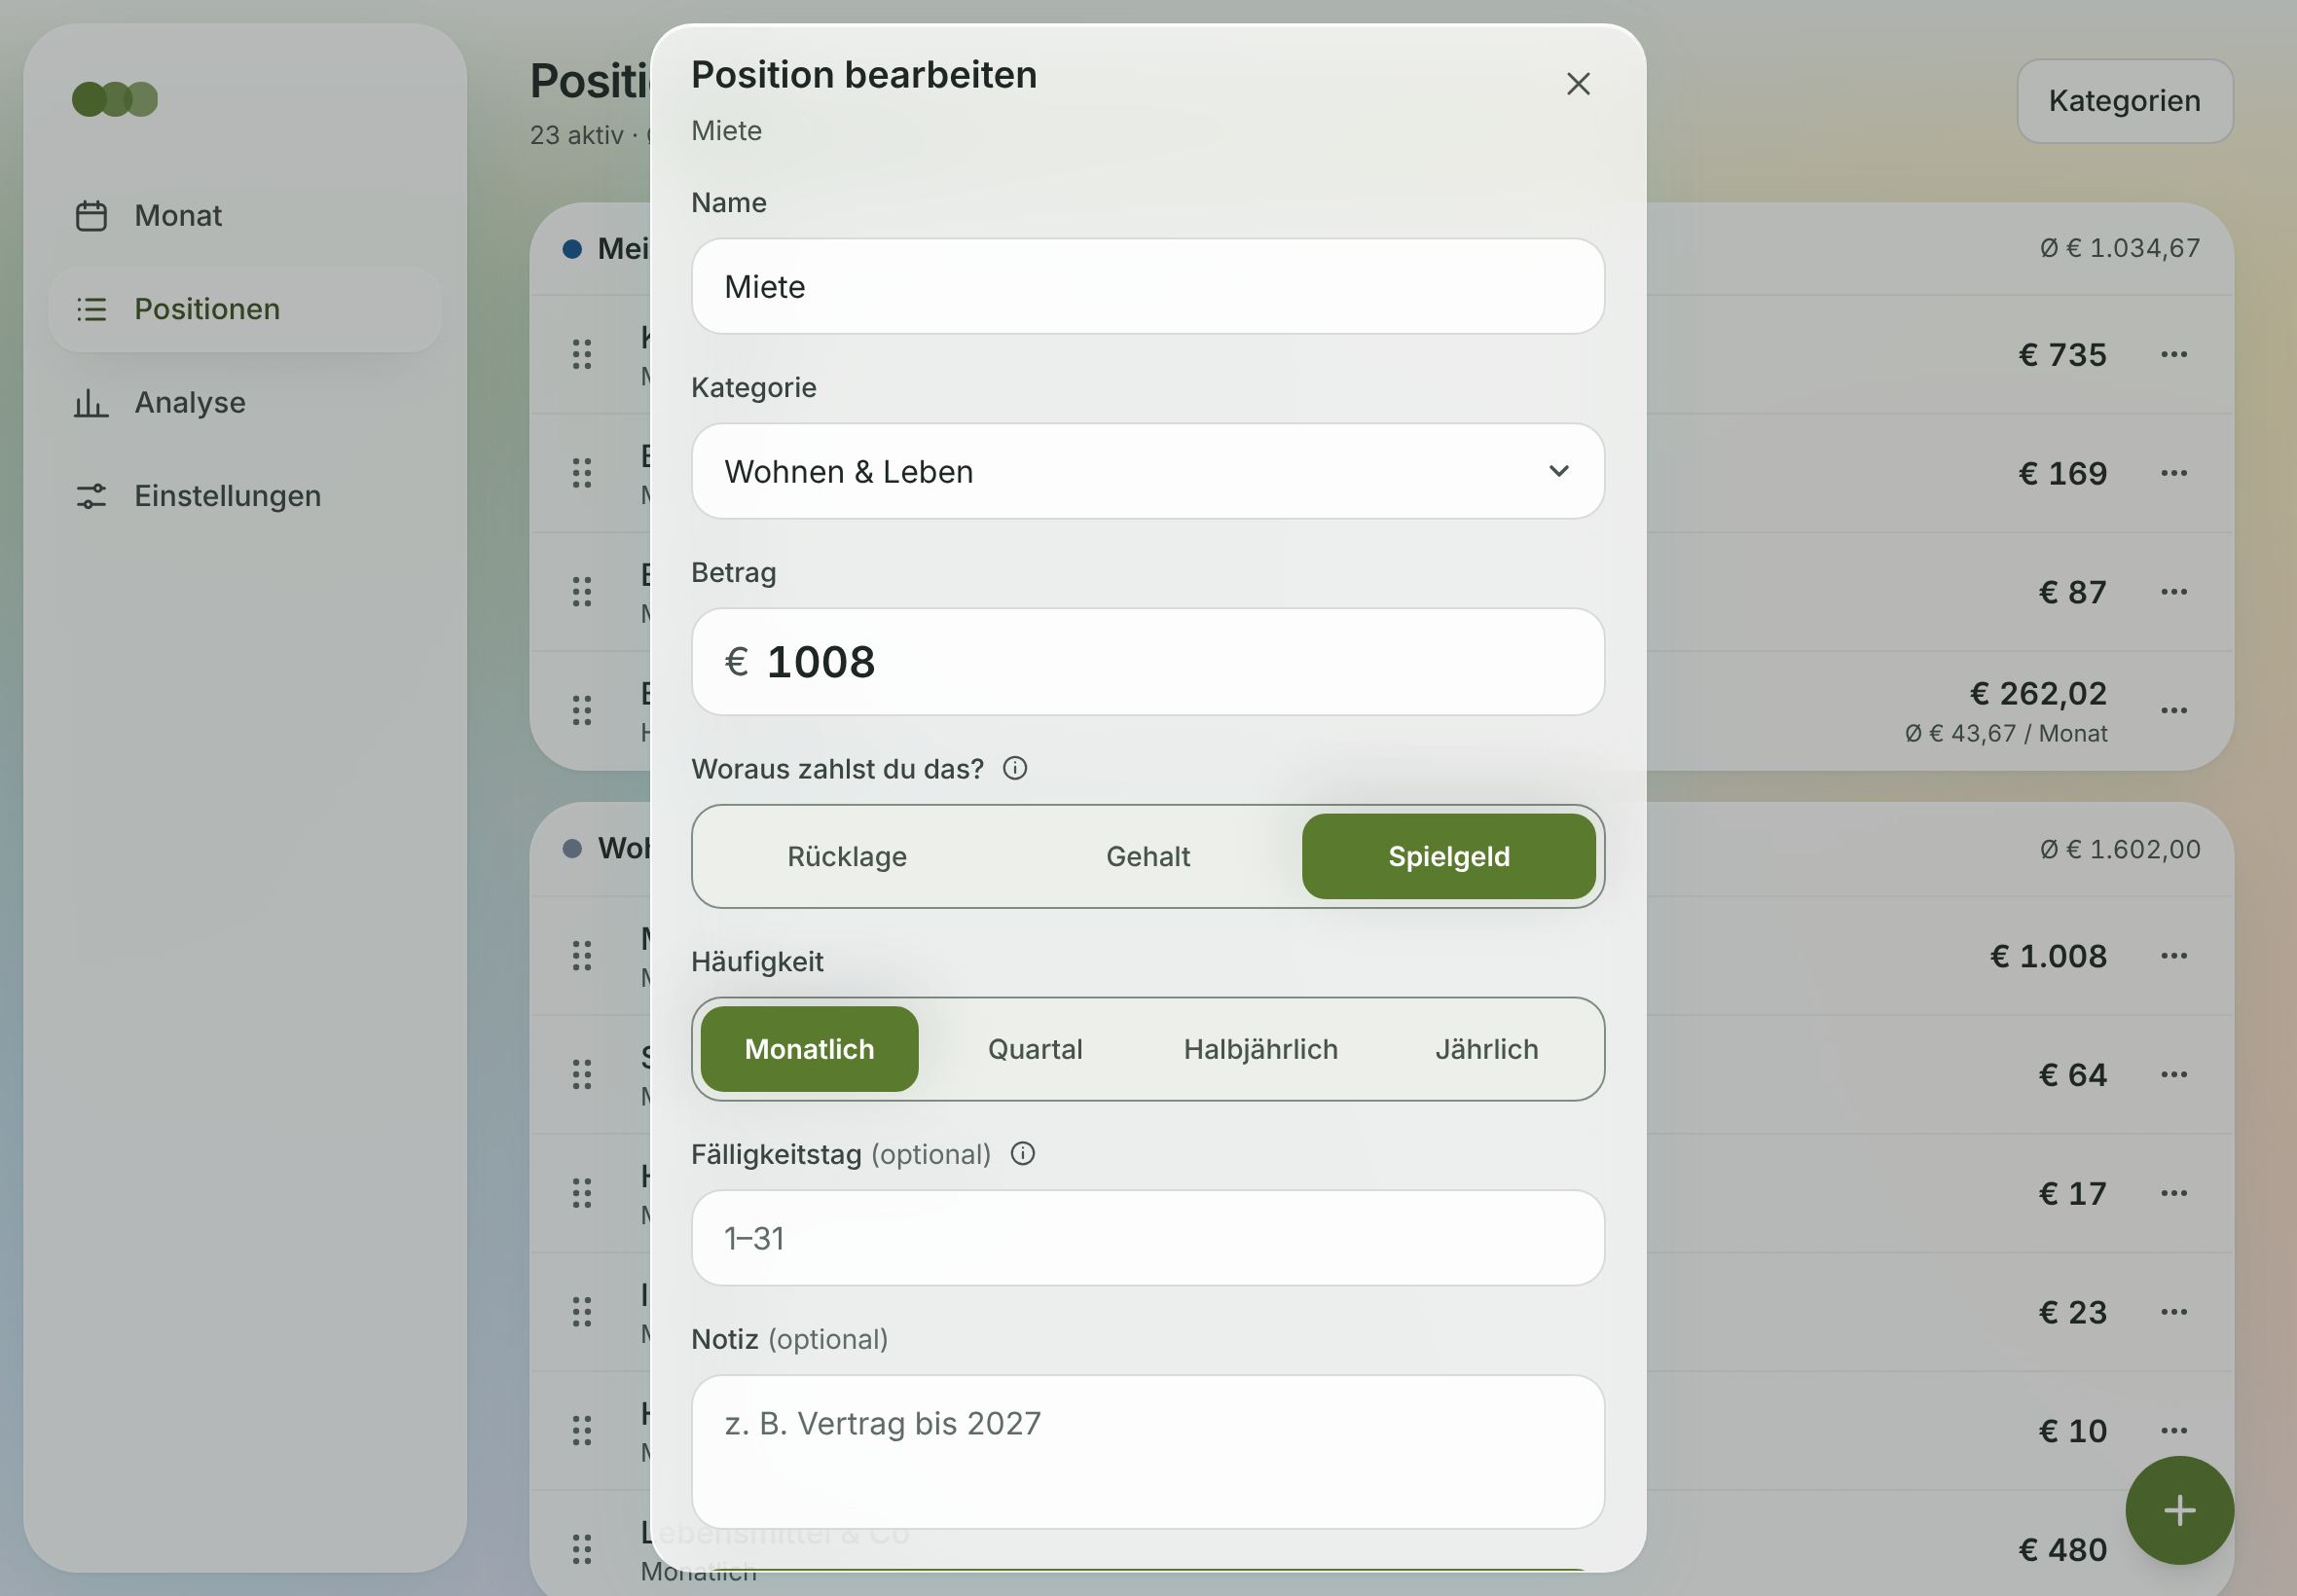 Position bearbeiten
Miete
Name
Miete
Kategorie
Wohnen & Leben
Betrag
€ 1008
Woraus zahlst du das?
Rücklage Gehalt Spielgeld
Häufigkeit
Monatlich Quartal Halbjährlich Jährlich
Fälligkeitstag (optional)
1–31
Notiz (optional)
z. B. Vertrag bis 2027
Monat
Positionen
Analyse
Einstellungen
23 aktiv ·
Kategorien
Ø € 1.034,67
€ 735
€ 169
€ 87
€ 262,02
Ø € 43,67 / Monat
Ø € 1.602,00
€ 1.008
€ 64
€ 17
€ 23
€ 10
Lebensmittel & Co
Monatlich
€ 480